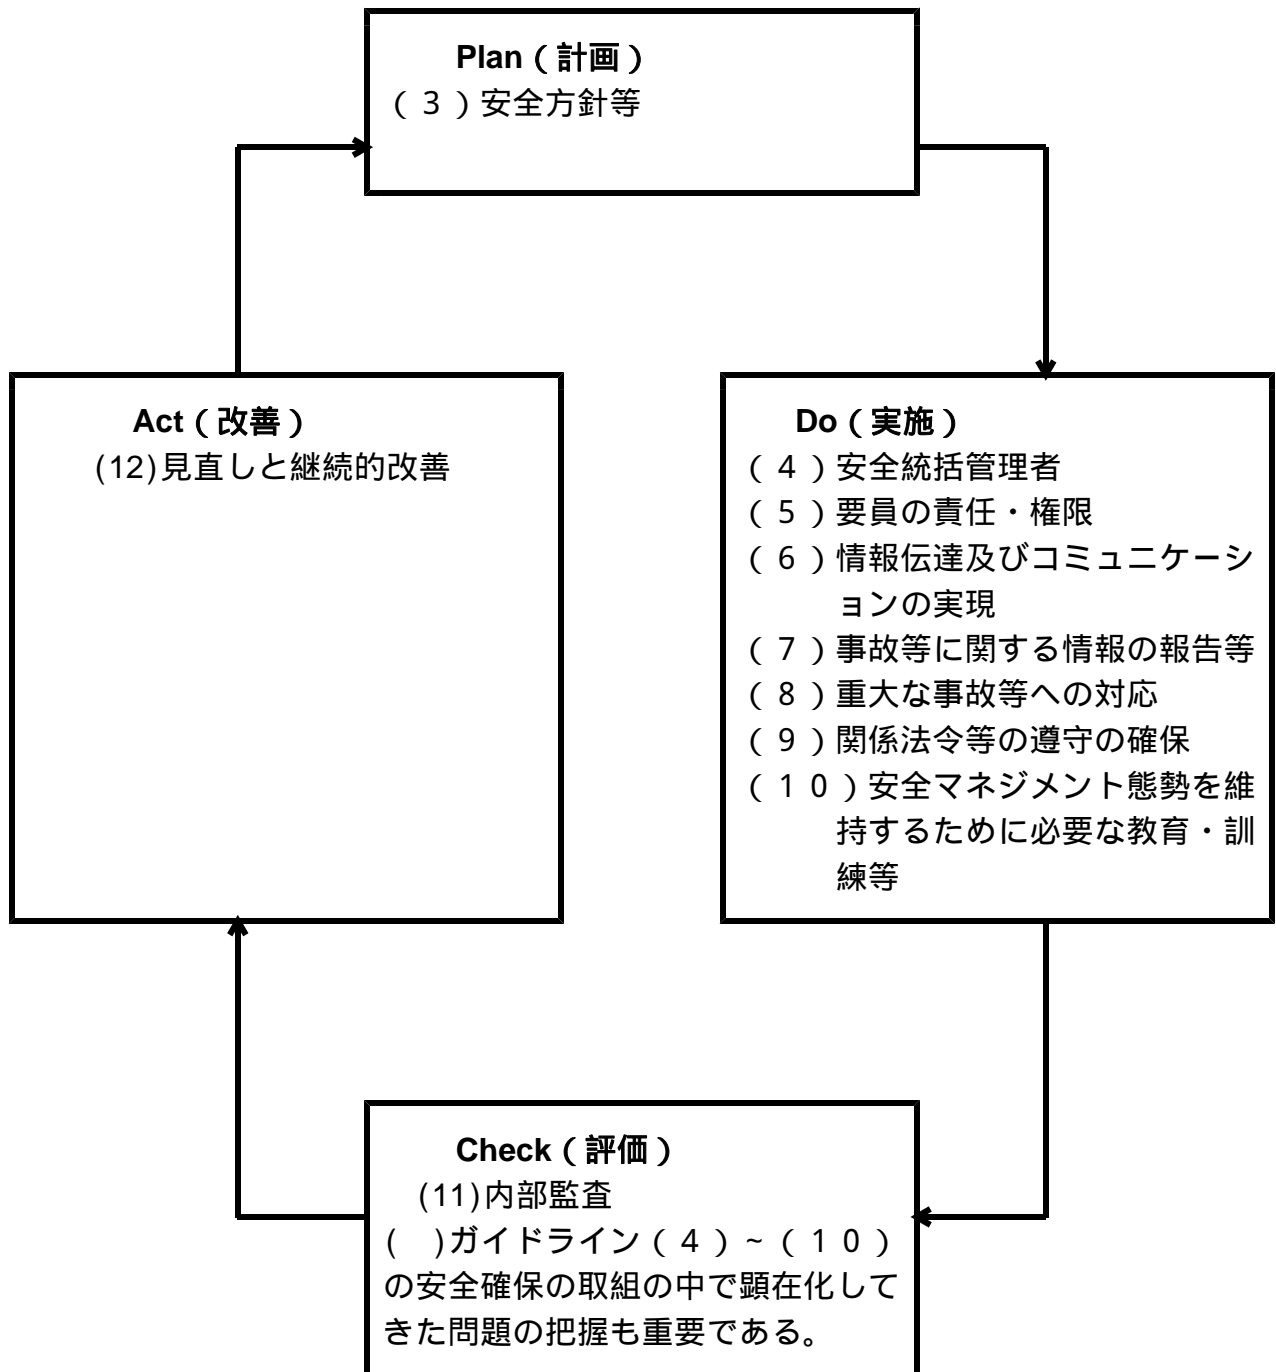 Plan（計画）
（３）安全方針等
Act（改善）
(12)見直しと継続的改善
Do（実施）
（４）安全統括管理者
（５）要員の責任・権限
（６）情報伝達及びコミュニケーシ
ョンの実現
（７）事故等に関する情報の報告等
（８）重大な事故等への対応
（９）関係法令等の遵守の確保
（１０）安全マネジメント態勢を維
持するために必要な教育・訓
練等
Check（評価）
(11)内部監査
(　)ガイドライン（４）~（１０）
の安全確保の取組の中で顕在化して
きた問題の把握も重要である。